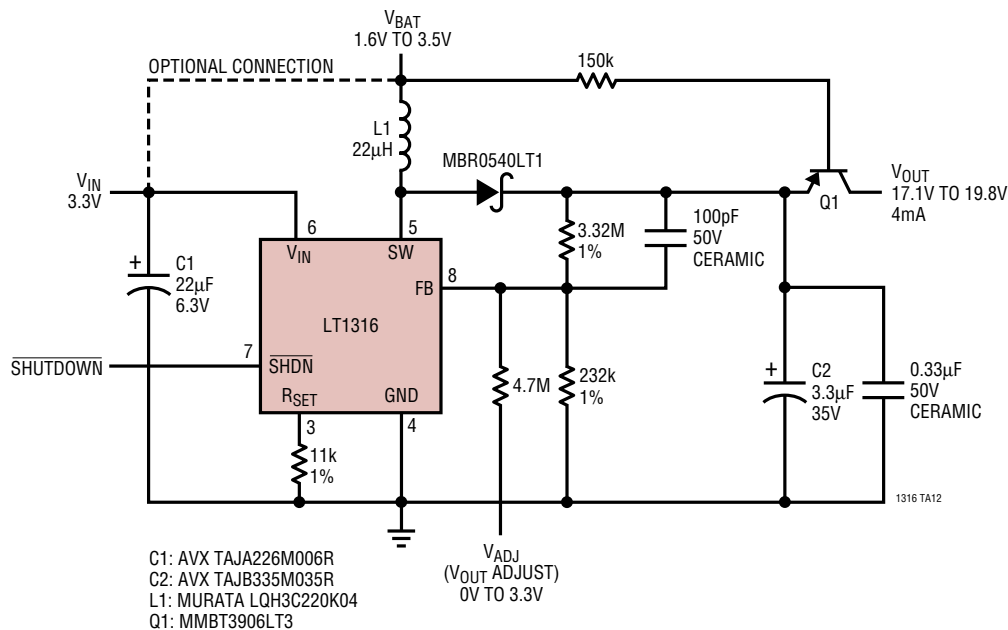 VBAT
1.6V TO 3.5V
OPTIONAL CONNECTION
150k
L1
22µH
MBR0540LT1
VIN
3.3V
VOUT
17.1V TO 19.8V
4mA
Q1
6
5
VIN
SW
3.32M
1%
100pF
50V
CERAMIC
+
C1
22µF
6.3V
FB
8
LT1316
SHUTDOWN
7
SHDN
RSET
GND
3
4
4.7M
232k
1%
+
C2
3.3µF
35V
0.33µF
50V
CERAMIC
11k
1%
1316 TA12
VADJ
(VOUT ADJUST)
0V TO 3.3V
C1: AVX TAJA226M006R
C2: AVX TAJB335M035R
L1: MURATA LQH3C220K04
Q1: MMBT3906LT3